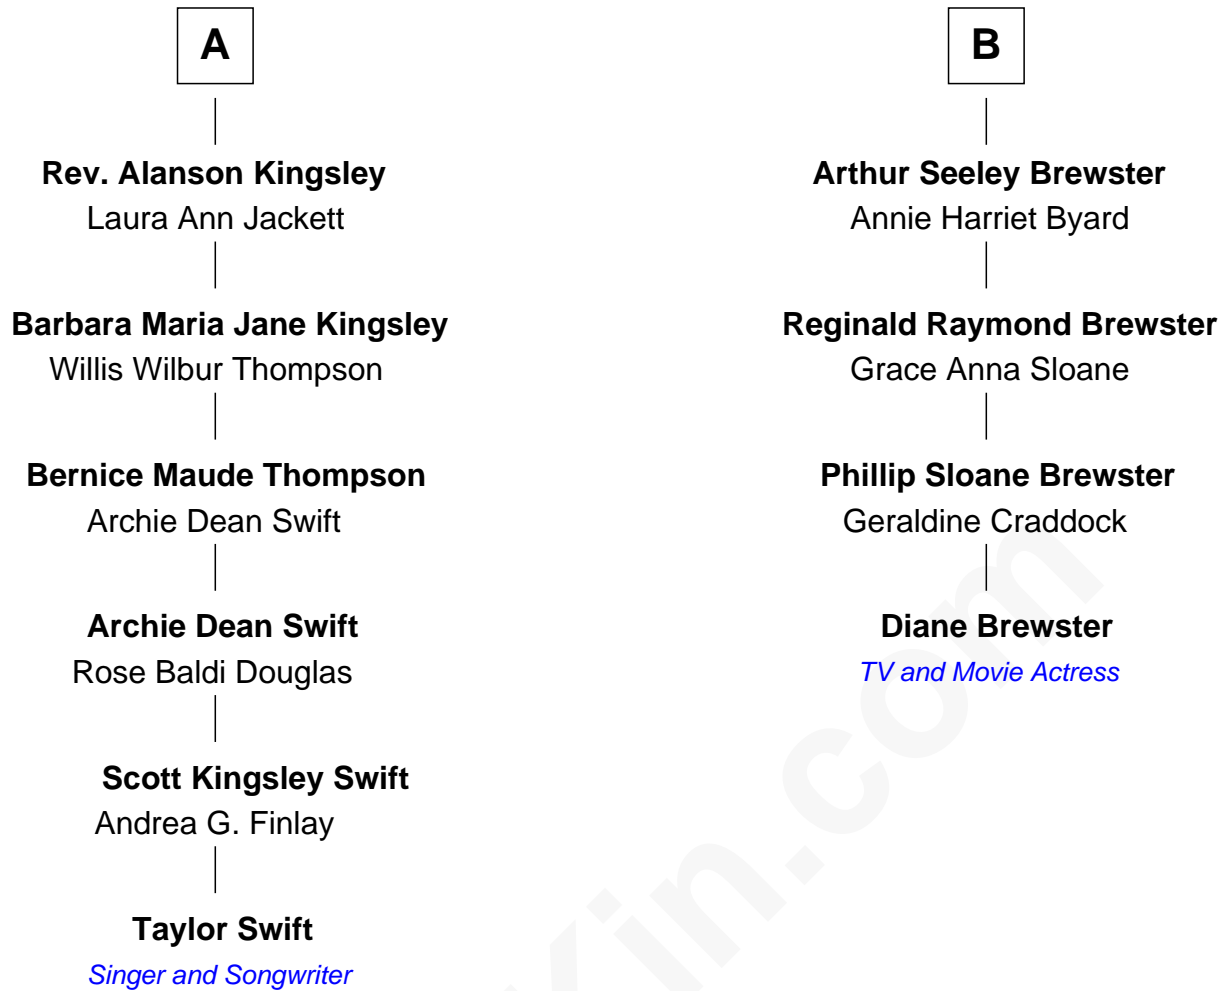 A
Rev. Alanson Kingsley
Laura Ann Jackett
Barbara Maria Jane Kingsley
Willis Wilbur Thompson
Bernice Maude Thompson
Archie Dean Swift
Archie Dean Swift
Rose Baldi Douglas
Scott Kingsley Swift
Andrea G. Finlay
Taylor Swift
Singer and Songwriter
B
Arthur Seeley Brewster
Annie Harriet Byard
Reginald Raymond Brewster
Grace Anna Sloane
Phillip Sloane Brewster
Geraldine Craddock
Diane Brewster
TV and Movie Actress
Kin.com